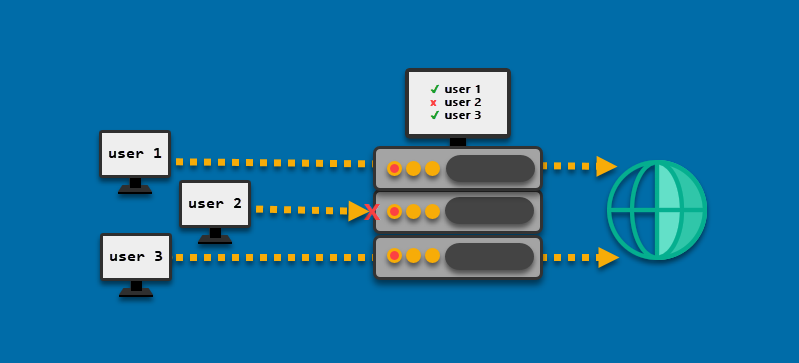 ✓ user 1
x user 2
✓ user 3
user 1
user 2
X
user 3